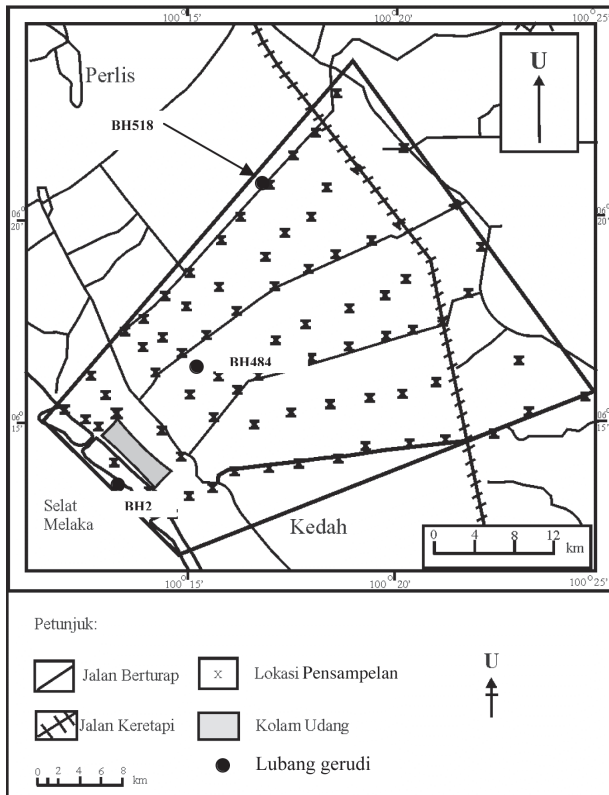 100°15' 100°20' 100°25'
Perlis
U
BH518
06°20' 06°20'
BH484
06°15' 06°15'
Selat
Melaka
BH2
Kedah
0 4 8 12
km
100°15' 100°20' 100°25'
Petunjuk:
Jalan Berturap
x Lokasi Pensampelan
U
Jalan Keretapi
Kolam Udang
Lubang gerudi
0 2 4 6 8
km